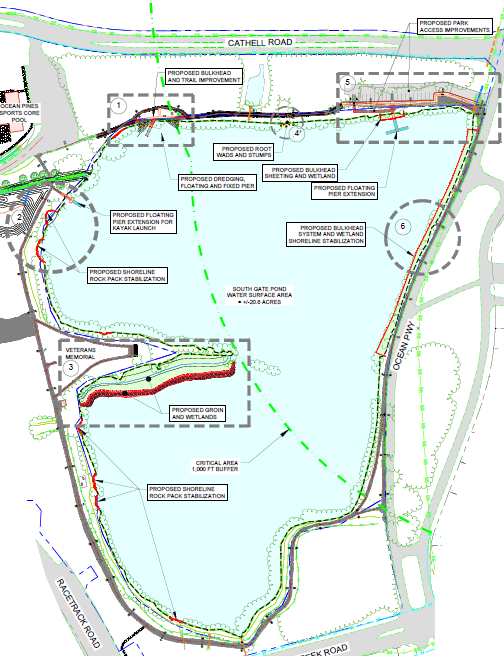 PROPOSED PARK
ACCESS IMPROVEMENTS
CATHELL ROAD
PROPOSED BULKHEAD
AND TRAIL IMPROVEMENT
5
OCEAN PINES
SPORTS CORE
POOL
1
4
PROPOSED ROOT
WADS AND STUMPS
PROPOSED BULKHEAD
SHEETING AND WETLAND
PROPOSED DREDGING,
FLOATING AND FIXED PIER
PROPOSED FLOATING
PIER EXTENSION
2
PROPOSED FLOATING
PIER EXTENSION FOR
KAYAK LAUNCH
6
PROPOSED BULKHEAD
SYSTEM AND WETLAND
SHORELINE STABILIZATION
PROPOSED SHORELINE
ROCK PACK STABILIZATION
SOUTH GATE POND
WATER SURFACE AREA
= +/-20.8 ACRES
OCEAN PKWY
VETERANS
MEMORIAL
3
PROPOSED GROIN
AND WETLANDS
CRITICAL AREA
1,000 FT BUFFER
PROPOSED SHORELINE
ROCK PACK STABILIZATION
RACETRACK ROAD
EEK ROAD